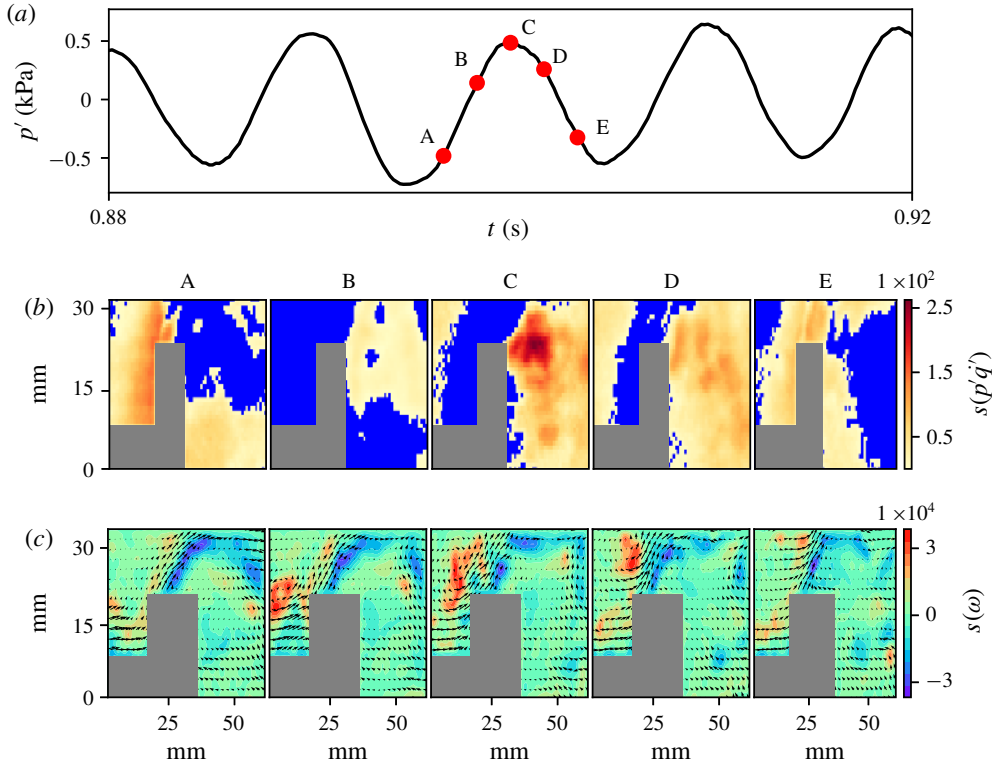 (a)
p′ (kPa)
0.5
0
−0.5
A
B
C
D
E
0.88
0.92
t (s)
A B C D E
(b)
mm
30
15
0
1 ×10²
2.5
1.5
0.5
s(p′q̇′)
(c)
mm
30
15
0
1 ×10⁴
3
0
−3
s(ω)
25 50 25 50 25 50 25 50 25 50
mm mm mm mm mm